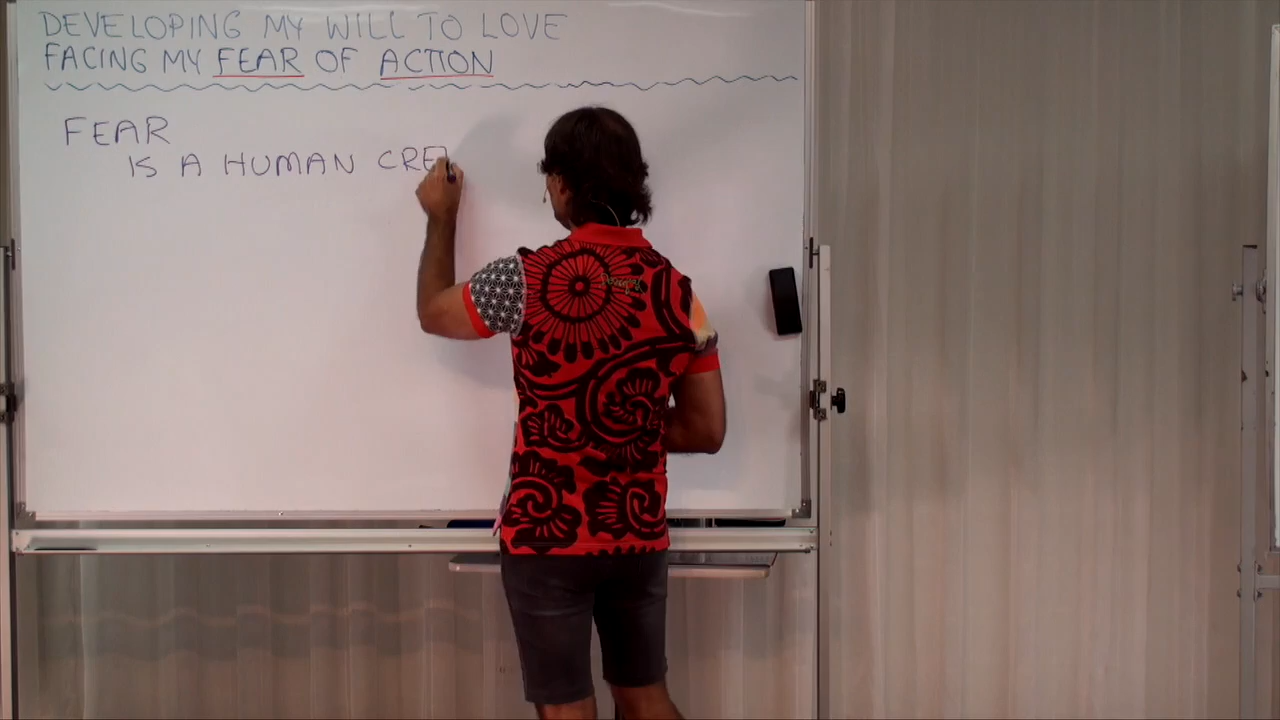 DEVELOPING MY WILL TO LOVE
FACING MY FEAR OF ACTION
FEAR
IS A HUMAN CRE